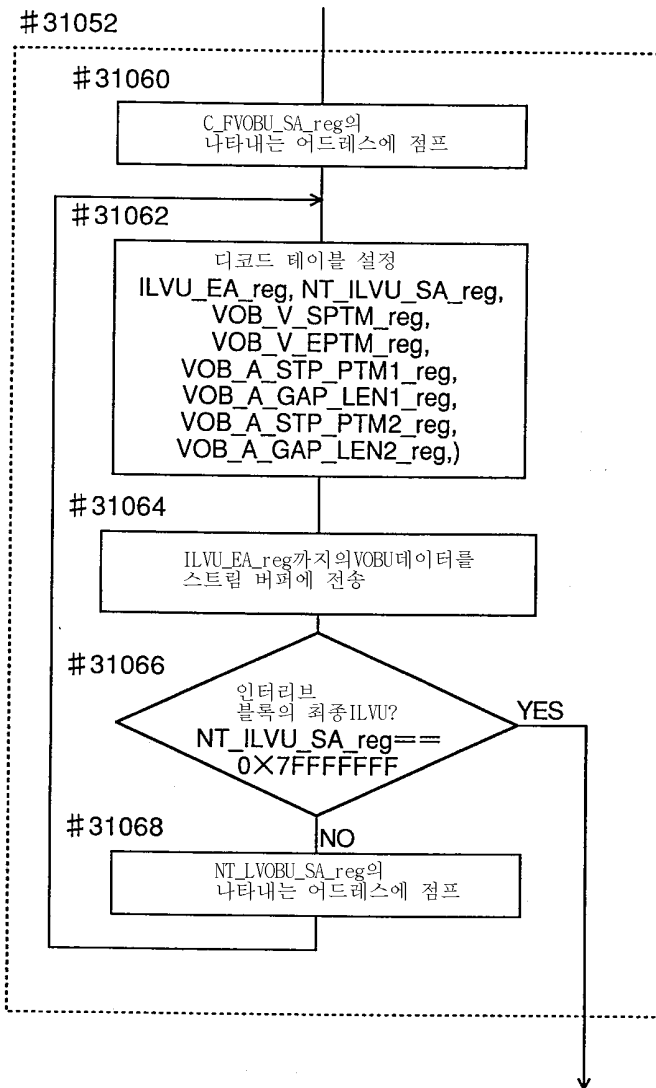 #31052
#31060
C_FVOBU_SA_reg의
나타내는 어드레스에 점프
#31062
디코드 테이블 설정
ILVU_EA_reg, NT_ILVU_SA_reg,
VOB_V_SPTM_reg,
VOB_V_EPTM_reg,
VOB_A_STP_PTM1_reg,
VOB_A_GAP_LEN1_reg,
VOB_A_STP_PTM2_reg,
VOB_A_GAP_LEN2_reg,)
#31064
ILVU_EA_reg까지의VOBU데이터를
스트림 버퍼에 전송
#31066
인터리브
블록의 최종ILVU?
NT_ILVU_SA_reg==
0×7FFFFFFF
YES
#31068
NO
NT_LVOBU_SA_reg의
나타내는 어드레스에 점프